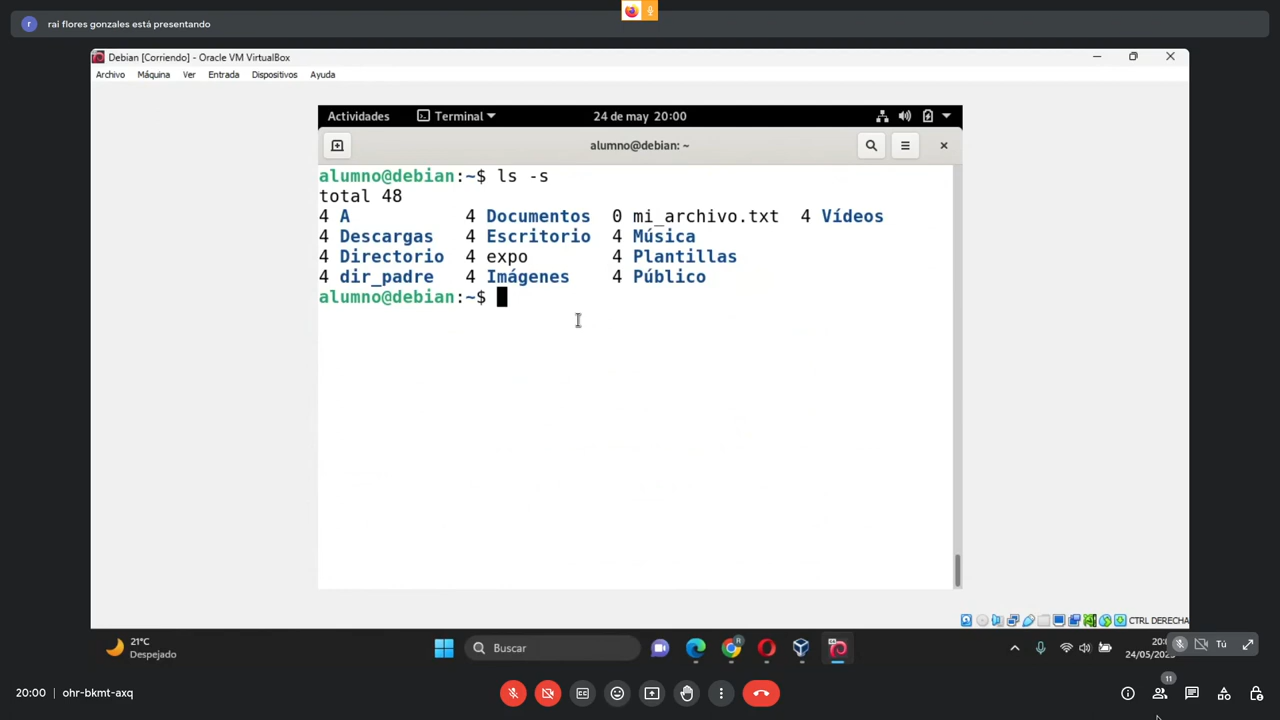 r rai flores gonzales está presentando
Debian [Corriendo] - Oracle VM VirtualBox
Archivo Máquina Ver Entrada Dispositivos Ayuda
Actividades Terminal 24 de may 20:00
alumno@debian: ~
alumno@debian:~$ ls -s
total 48
4 A 4 Documentos 0 mi_archivo.txt 4 Vídeos
4 Descargas 4 Escritorio 4 Música
4 Directorio 4 expo 4 Plantillas
4 dir_padre 4 Imágenes 4 Público
alumno@debian:~$
CTRL DERECHA
21°C
Despejado
Buscar
Tú
11
20:00 ohr-bkmt-axq